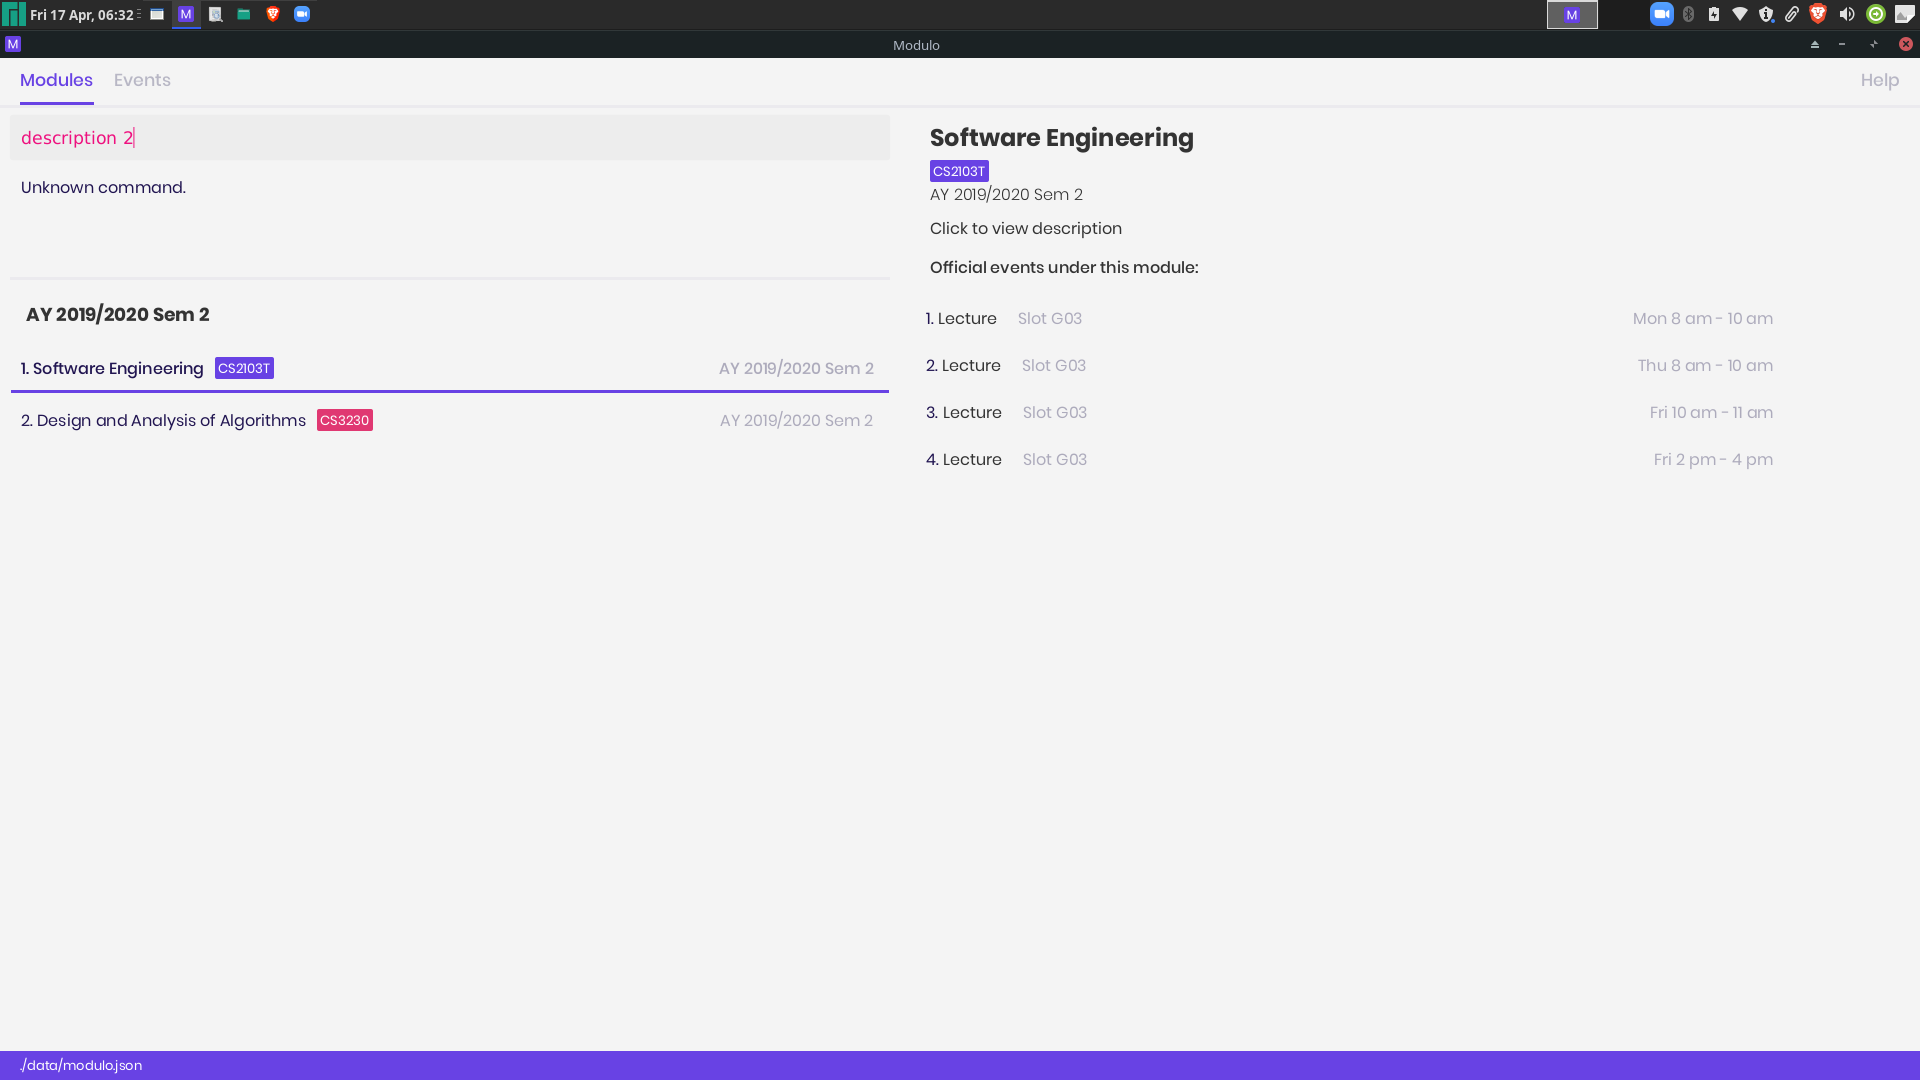 Fri 17 Apr, 06:32
M
M
M
Modulo
Modules Events Help
description 2
Unknown command.
AY 2019/2020 Sem 2
1. Software Engineering CS2103T AY 2019/2020 Sem 2
2. Design and Analysis of Algorithms CS3230 AY 2019/2020 Sem 2
Software Engineering
CS2103T
AY 2019/2020 Sem 2
Click to view description
Official events under this module:
1. Lecture Slot G03 Mon 8 am - 10 am
2. Lecture Slot G03 Thu 8 am - 10 am
3. Lecture Slot G03 Fri 10 am - 11 am
4. Lecture Slot G03 Fri 2 pm - 4 pm
./data/modulo.json